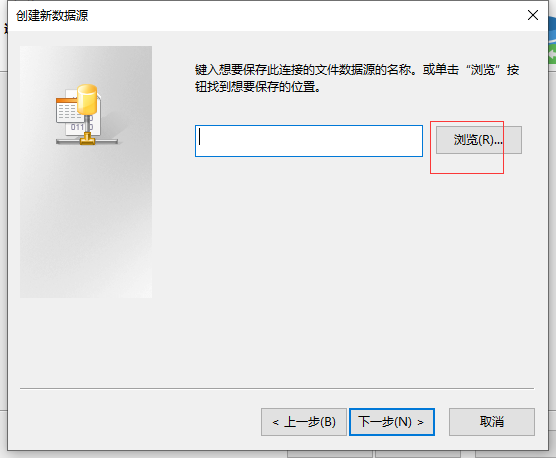 创建新数据源
键入想要保存此连接的文件数据源的名称。或单击“浏览”按
钮找到想要保存的位置。
浏览(R)...
01110
< 上一步(B)
下一步(N) >
取消